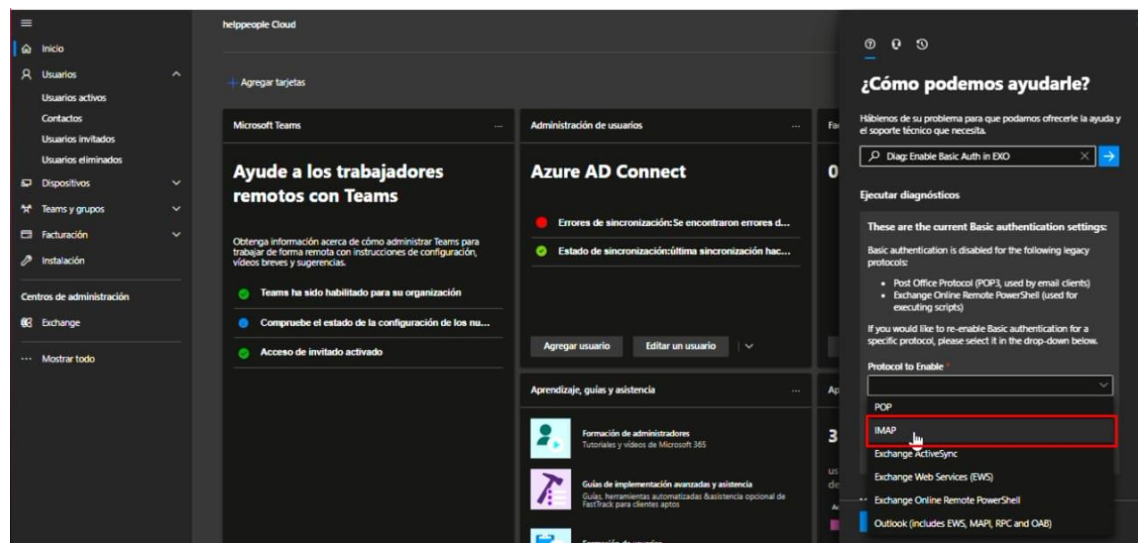 helppeople Cloud
Inicio
Usuarios
Usuarios activos
Contactos
Usuarios invitados
Usuarios eliminados
Dispositivos
Teams y grupos
Facturación
Instalación
Centros de administración
Exchange
Mostrar todo
Agregar tarjetas
Microsoft Teams
Ayude a los trabajadores
remotos con Teams
Obtenga información acerca de cómo administrar Teams para
trabajar de forma remota con instrucciones de configuración,
vídeos breves y sugerencias.
Teams ha sido habilitado para su organización
Compruebe el estado de la configuración de los nu...
Acceso de invitado activado
Administración de usuarios
Azure AD Connect
Errores de sincronización: Se encontraron errores d...
Estado de sincronización:última sincronización hac...
Agregar usuario
Editar un usuario
Aprendizaje, guías y asistencia
Formación de administradores
Tutoriales y vídeos de Microsoft 365
Guías de implementación avanzadas y asistencia
Guías, herramientas automatizadas &asistencia opcional de
FastTrack para clientes aptos
Formación de usuarios
Fac
0
Ap
3
us
de
¿Cómo podemos ayudarle?
Háblenos de su problema para que podamos ofrecerle la ayuda y
el soporte técnico que necesita.
Diag: Enable Basic Auth in EXO
Ejecutar diagnósticos
These are the current Basic authentication settings:
Basic authentication is disabled for the following legacy
protocols:
Post Office Protocol (POP3, used by email clients)
Exchange Online Remote PowerShell (used for
executing scripts)
If you would like to re-enable Basic authentication for a
specific protocol, please select it in the drop-down below.
Protocol to Enable *
POP
IMAP
Exchange ActiveSync
Exchange Web Services (EWS)
Exchange Online Remote PowerShell
Outlook (includes EWS, MAPI, RPC and OAB)